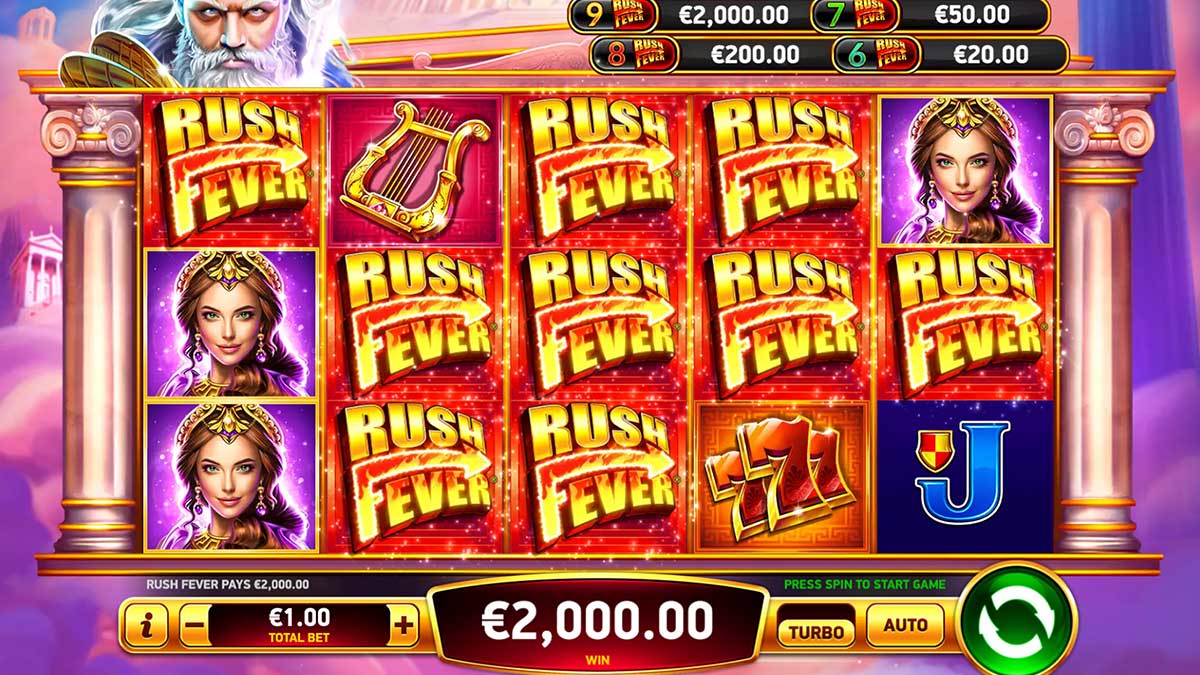 9 RUSH FEVER €2,000.00 7 RUSH FEVER €50.00
8 RUSH FEVER €200.00 6 RUSH FEVER €20.00
RUSH RUSH RUSH
FEVER FEVER FEVER
RUSH RUSH RUSH RUSH
FEVER FEVER FEVER FEVER
RUSH RUSH
FEVER FEVER
777 J
RUSH FEVER PAYS €2,000.00 PRESS SPIN TO START GAME
i − €1.00 + €2,000.00 TURBO AUTO
TOTAL BET WIN